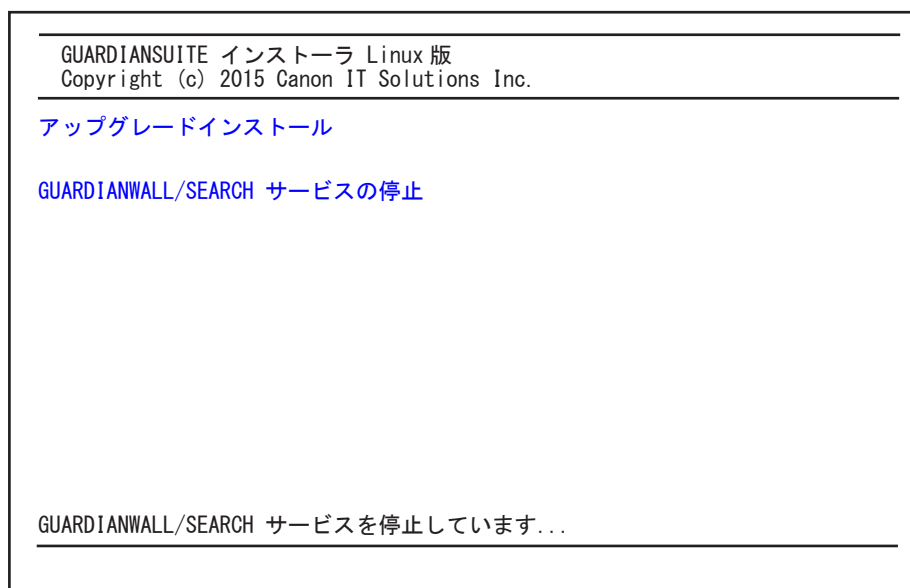 GUARDIANSUITE インストーラ Linux 版
Copyright (c) 2015 Canon IT Solutions Inc.
アップグレードインストール
GUARDIANWALL/SEARCH サービスの停止
GUARDIANWALL/SEARCH サービスを停止しています...